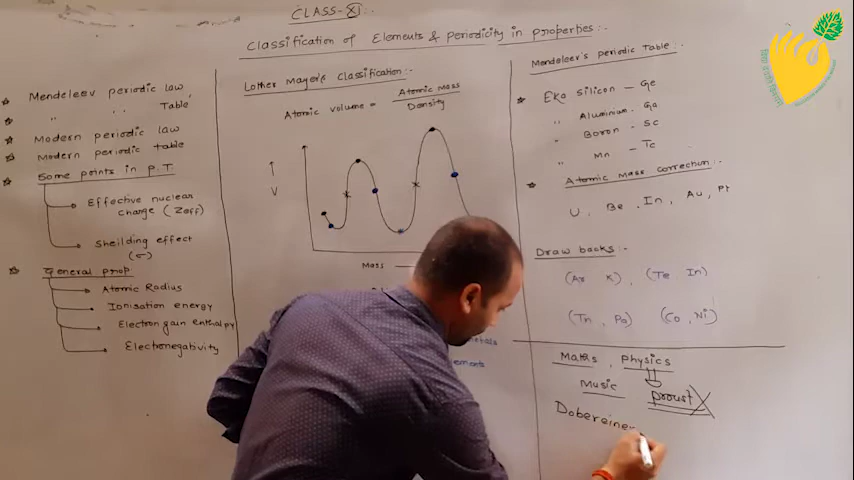 CLASS-XI:-
Classification of Elements & periodicity in properties:-
Mendeleev periodic law,
" " " Table
Modern periodic law
Modern periodic table
Some points in P.T
Effective nuclear
charge (Zeff)
Sheilding effect
(σ)
General prop
Atomic Radius
Ionisation energy
Electron gain enthalpy
Electronegativity
Lother Mayer's Classification:-
Atomic volume = Atomic Mass
Density
↑
V
Mass
Mendeleer's periodic Table:-
Eka Silicon - Ge
" Aluminium - Ga
" Boron - Sc
" Mn - Tc
Atomic Mass correction:-
U, Be, In, Au, Pt
Draw backs:-
(Ar K), (Te In)
(Th, Pa) (Co, Ni)
Maths, Physics
Music Proust
Dobereiner